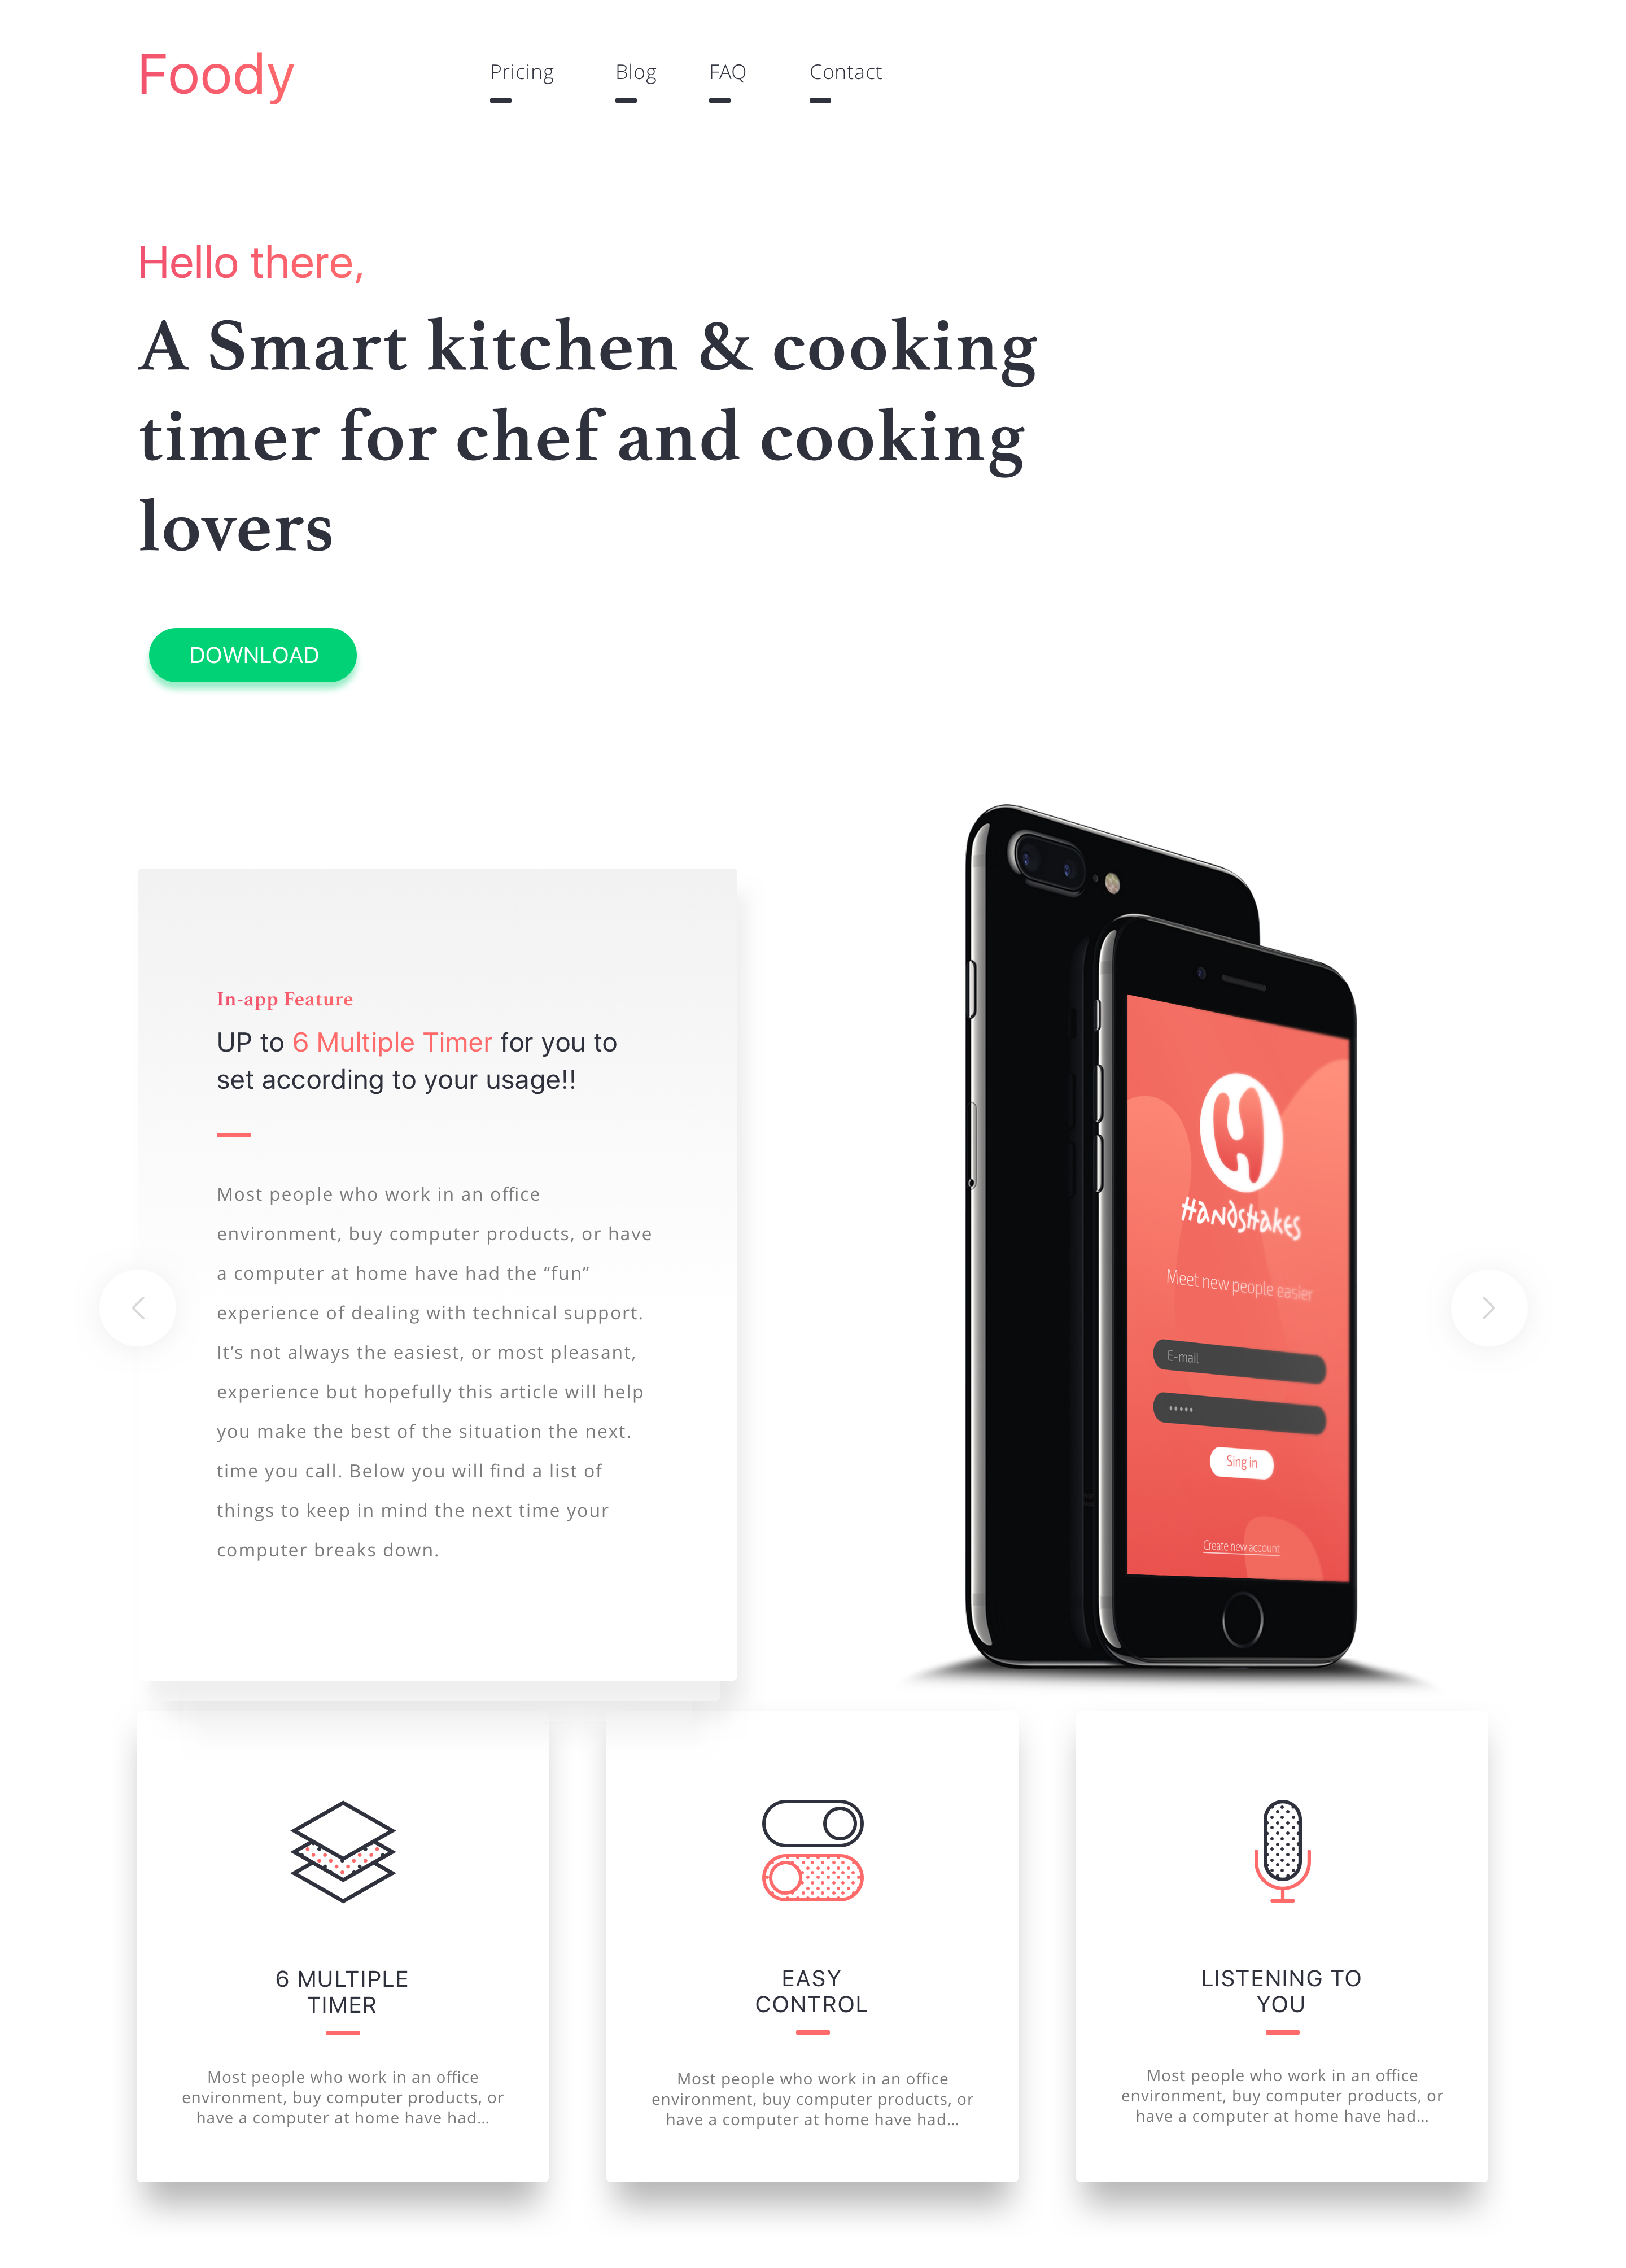 Foody
Pricing
Blog
FAQ
Contact
Hello there,
A Smart kitchen & cooking
timer for chef and cooking
lovers
DOWNLOAD
In-app Feature
UP to 6 Multiple Timer for you to
set according to your usage!!
Most people who work in an office
environment, buy computer products, or have
a computer at home have had the “fun”
experience of dealing with technical support.
It’s not always the easiest, or most pleasant,
experience but hopefully this article will help
you make the best of the situation the next.
time you call. Below you will find a list of
things to keep in mind the next time your
computer breaks down.
Handshakes
Meet new people easier
E-mail
Sing in
Create new account
6 MULTIPLE
TIMER
Most people who work in an office
environment, buy computer products, or
have a computer at home have had…
EASY
CONTROL
Most people who work in an office
environment, buy computer products, or
have a computer at home have had…
LISTENING TO
YOU
Most people who work in an office
environment, buy computer products, or
have a computer at home have had…